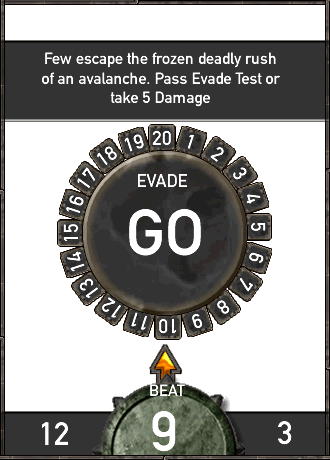 Few escape the frozen deadly rush
of an avalanche. Pass Evade Test or
take 5 Damage
20 1 2 3 4 5 6 7 8 9 10 11 12 13 14 15 16 17 18 19
EVADE
GO
BEAT
12 9 3